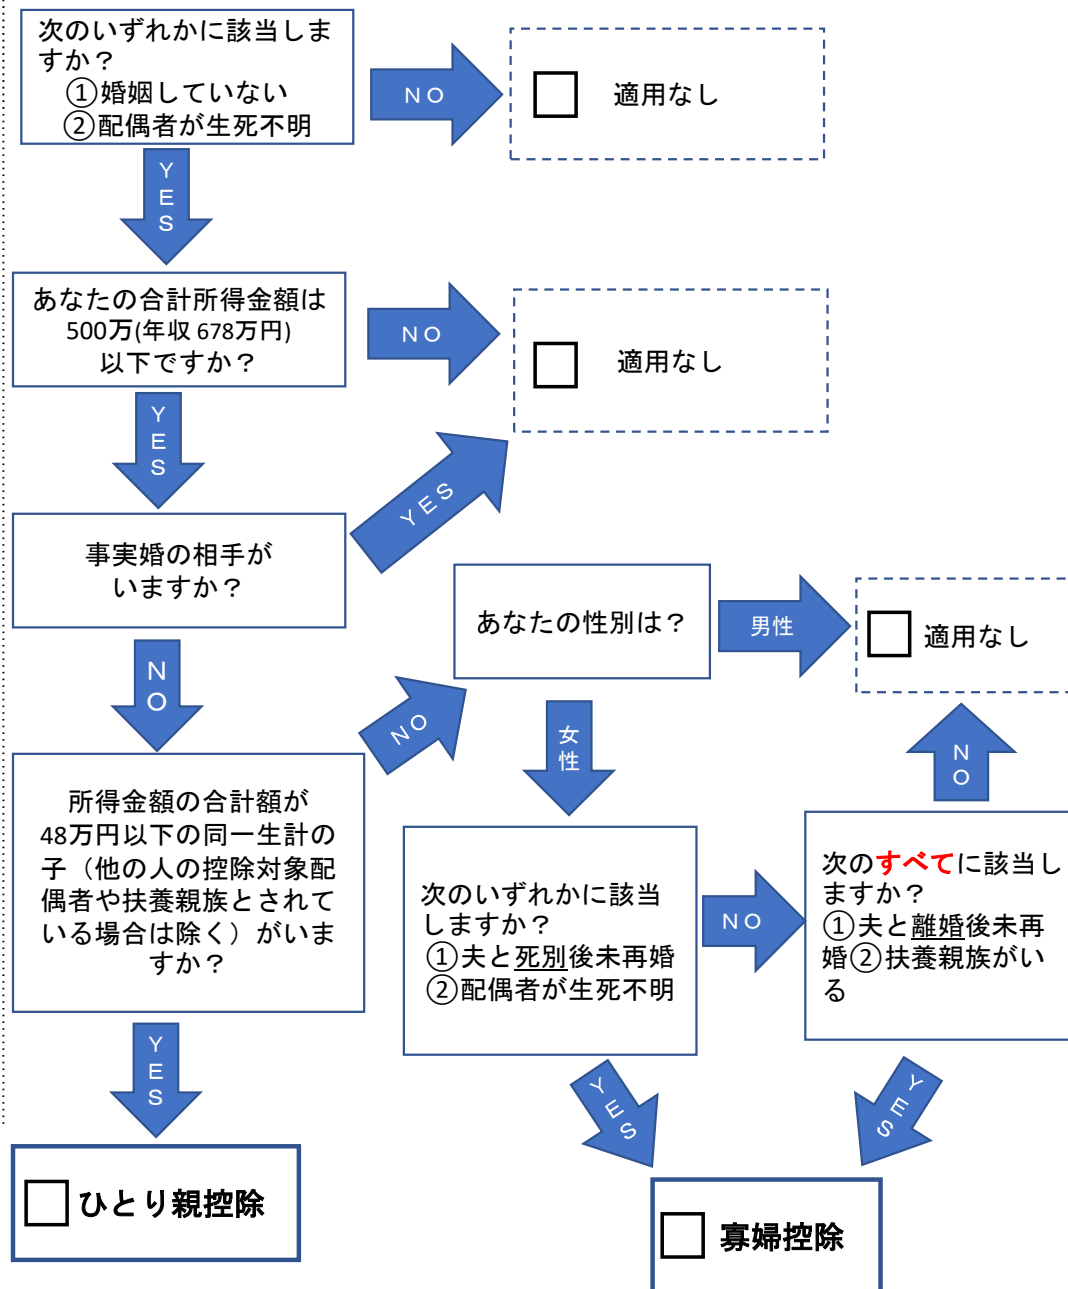 次のいずれかに該当しま
すか？
①婚姻していない
②配偶者が生死不明
NO
適用なし
YES
あなたの合計所得金額は
500万(年収 678万円)
以下ですか？
NO
適用なし
YES
YES
事実婚の相手が
いますか？
あなたの性別は？
男性
適用なし
NO
NO
女性
NO
所得金額の合計額が
48万円以下の同一生計の
子（他の人の控除対象配
偶者や扶養親族とされて
いる場合は除く）がいま
すか？
次のいずれかに該当
しますか？
①夫と死別後未再婚
②配偶者が生死不明
NO
次のすべてに該当し
ますか？
①夫と離婚後未再
婚②扶養親族がい
る
YES
YES
YES
ひとり親控除
寡婦控除